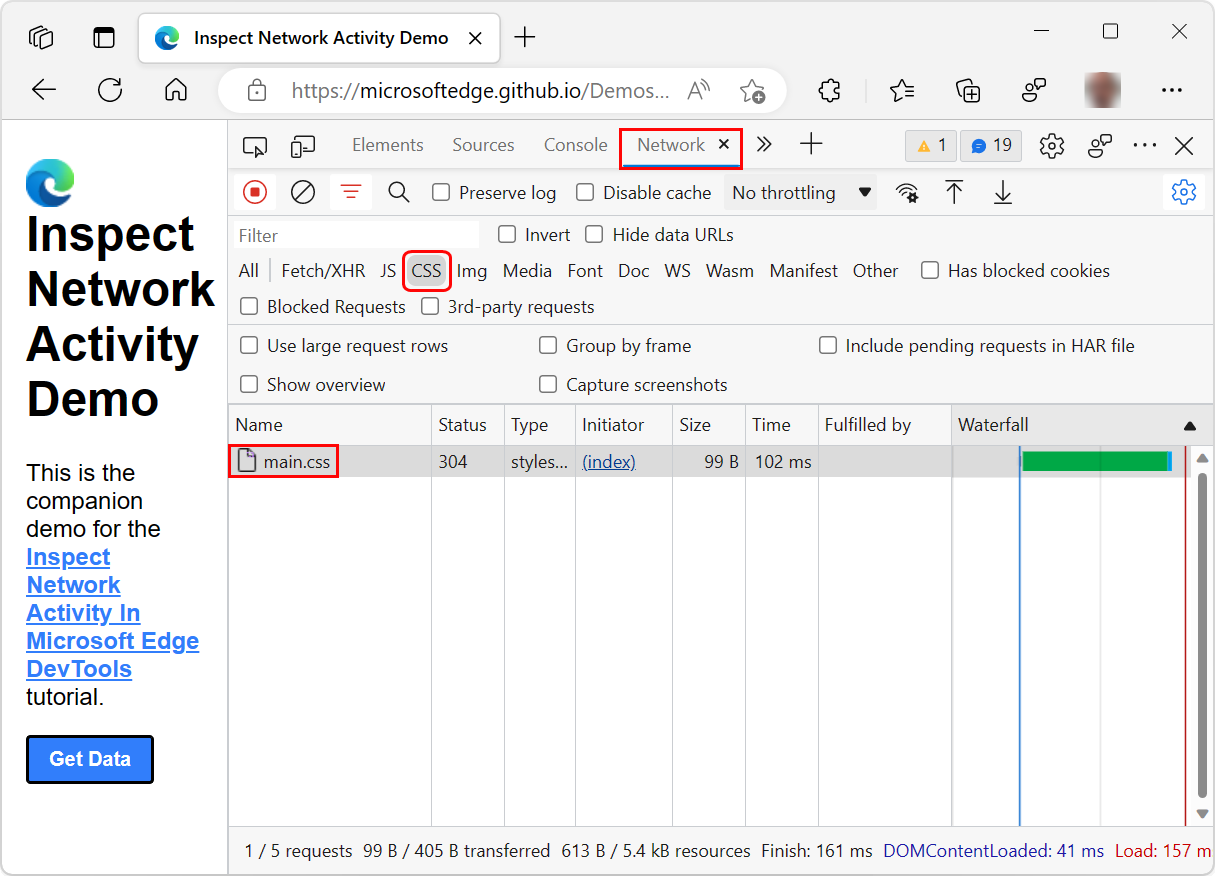 Inspect Network Activity Demo
https://microsoftedge.github.io/Demos...
Inspect
Network
Activity
Demo
This is the
companion
demo for the
Inspect
Network
Activity In
Microsoft Edge
DevTools
tutorial.
Get Data
Elements Sources Console Network 1 19
Preserve log Disable cache No throttling
Filter Invert Hide data URLs
All Fetch/XHR JS CSS Img Media Font Doc WS Wasm Manifest Other Has blocked cookies
Blocked Requests 3rd-party requests
Use large request rows Group by frame Include pending requests in HAR file
Show overview Capture screenshots
Name Status Type Initiator Size Time Fulfilled by Waterfall
main.css 304 styles... (index) 99 B 102 ms
1 / 5 requests 99 B / 405 B transferred 613 B / 5.4 kB resources Finish: 161 ms DOMContentLoaded: 41 ms Load: 157 m